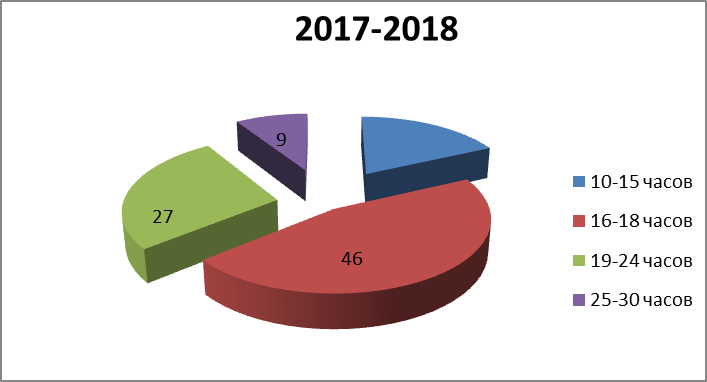 2017-2018
9
27
46
10-15 часов
16-18 часов
19-24 часов
25-30 часов